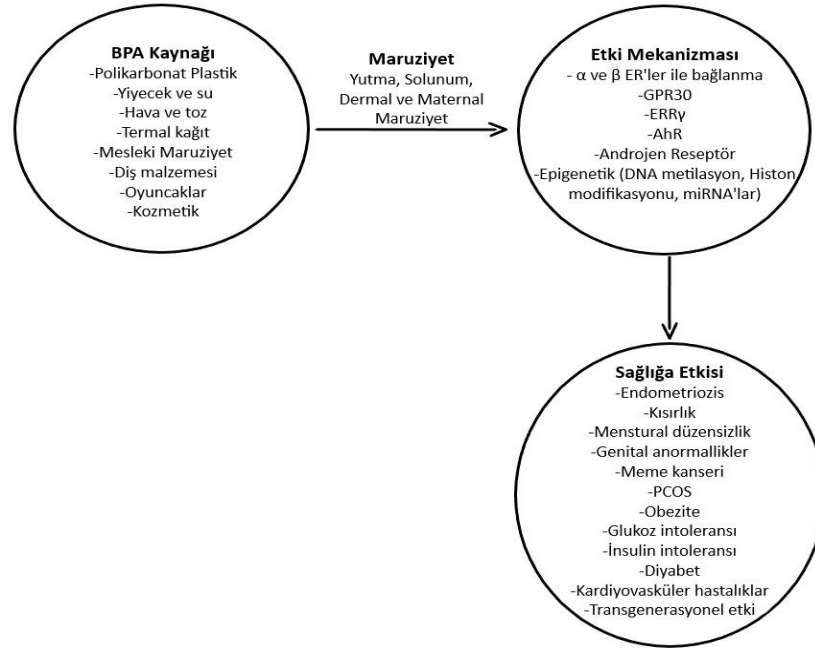 BPA Kaynağı
-Polikarbonat Plastik
-Yiyecek ve su
-Hava ve toz
-Termal kağıt
-Mesleki Maruziyet
-Diş malzemesi
-Oyuncaklar
-Kozmetik
Maruziyet
Yutma, Solunum,
Dermal ve Maternal
Maruziyet
Etki Mekanizması
- α ve β ER'ler ile bağlanma
-GPR30
-ERRγ
-AhR
-Androjen Reseptör
-Epigenetik (DNA metilasyon, Histon
modifikasyonu, miRNA'lar)
Sağlığa Etkisi
-Endometriozis
-Kısırlık
-Menstural düzensizlik
-Genital anormallikler
-Meme kanseri
-PCOS
-Obezite
-Glukoz intoleransı
-İnsulin intoleransı
-Diyabet
-Kardiyovasküler hastalıklar
-Transgenerasyonel etki